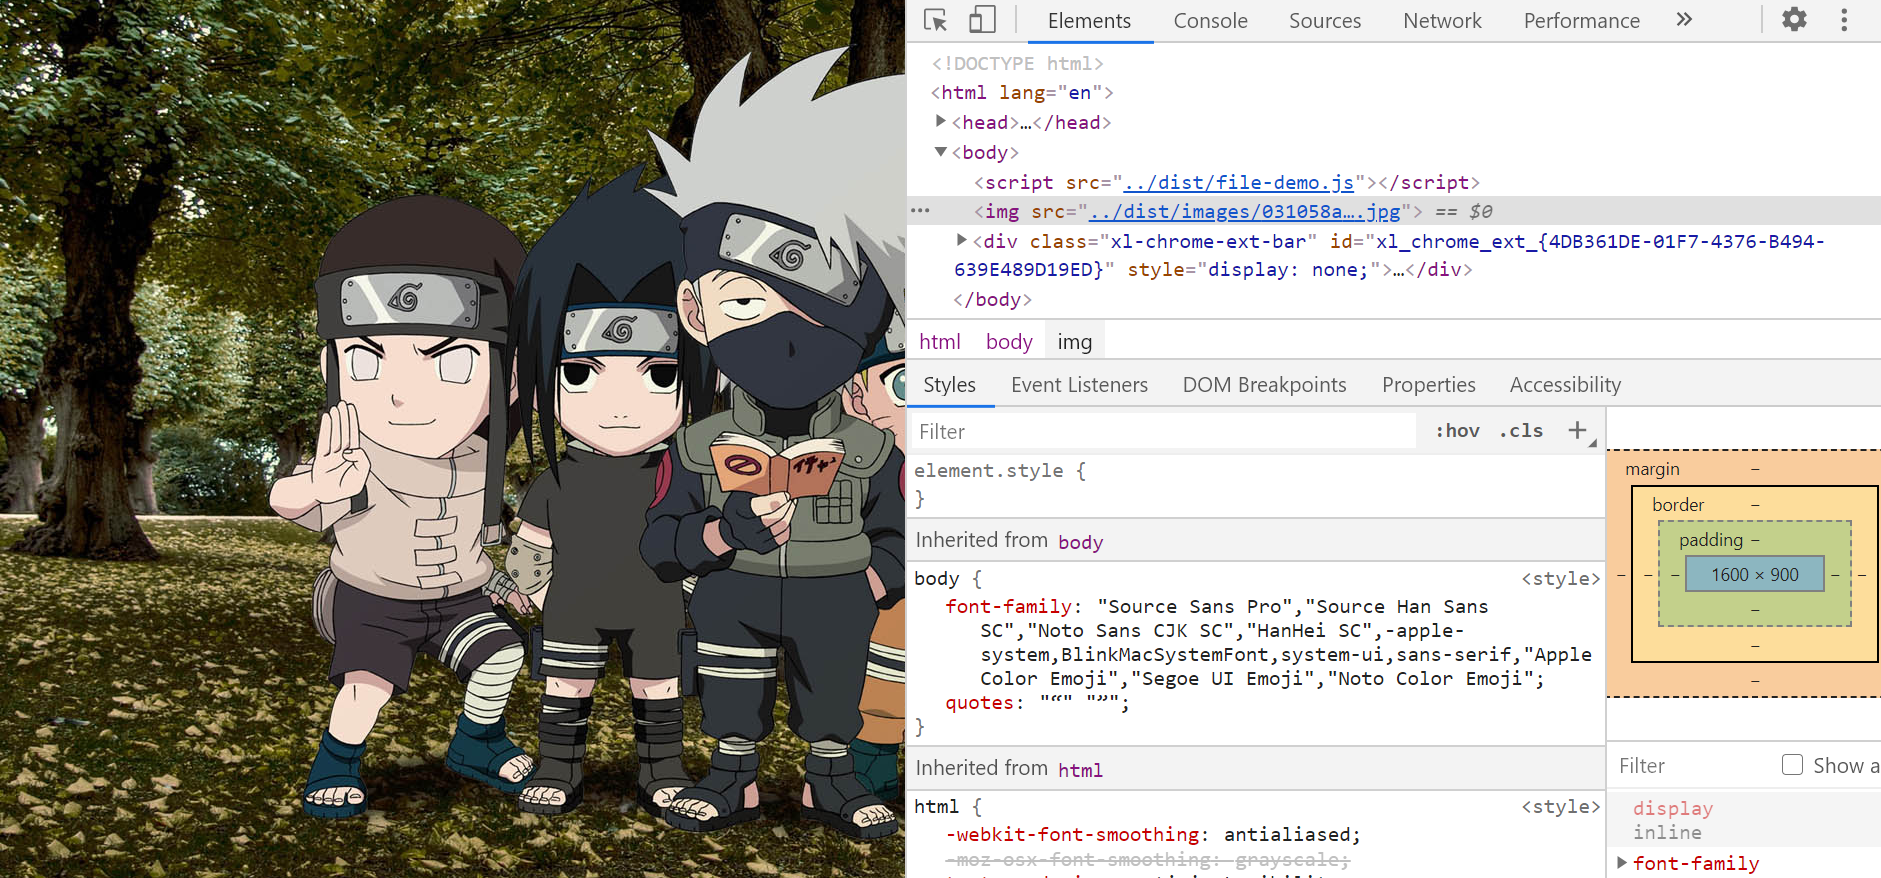 Elements Console Sources Network Performance »
<!DOCTYPE html>
<html lang="en">
<head>…</head>
<body>
<script src="../dist/file-demo.js"></script>
<img src="../dist/images/031058a….jpg"> == $0
<div class="xl-chrome-ext-bar" id="xl_chrome_ext_{4DB361DE-01F7-4376-B494-
639E489D19ED}" style="display: none;">…</div>
</body>
html body img
Styles Event Listeners DOM Breakpoints Properties Accessibility
Filter :hov .cls +
element.style {
}
Inherited from body
body { <style>
font-family: "Source Sans Pro","Source Han Sans
SC","Noto Sans CJK SC","HanHei SC",-apple-
system,BlinkMacSystemFont,system-ui,sans-serif,"Apple
Color Emoji","Segoe UI Emoji","Noto Color Emoji";
quotes: "“" "”";
}
Inherited from html
html { <style>
-webkit-font-smoothing: antialiased;
-moz-osx-font-smoothing: grayscale;
margin –
border –
padding –
– – – 1600 × 900 – – –
–
–
–
Filter Show a
display
inline
font-family